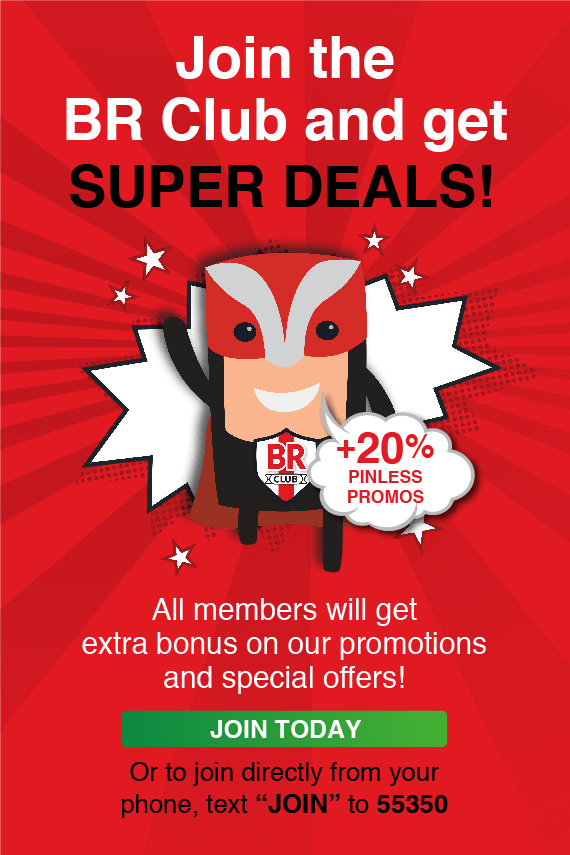 Join the
BR Club and get
SUPER DEALS!
BR
CLUB
+20%
PINLESS
PROMOS
All members will get
extra bonus on our promotions
and special offers!
JOIN TODAY
Or to join directly from your
phone, text “JOIN” to 55350